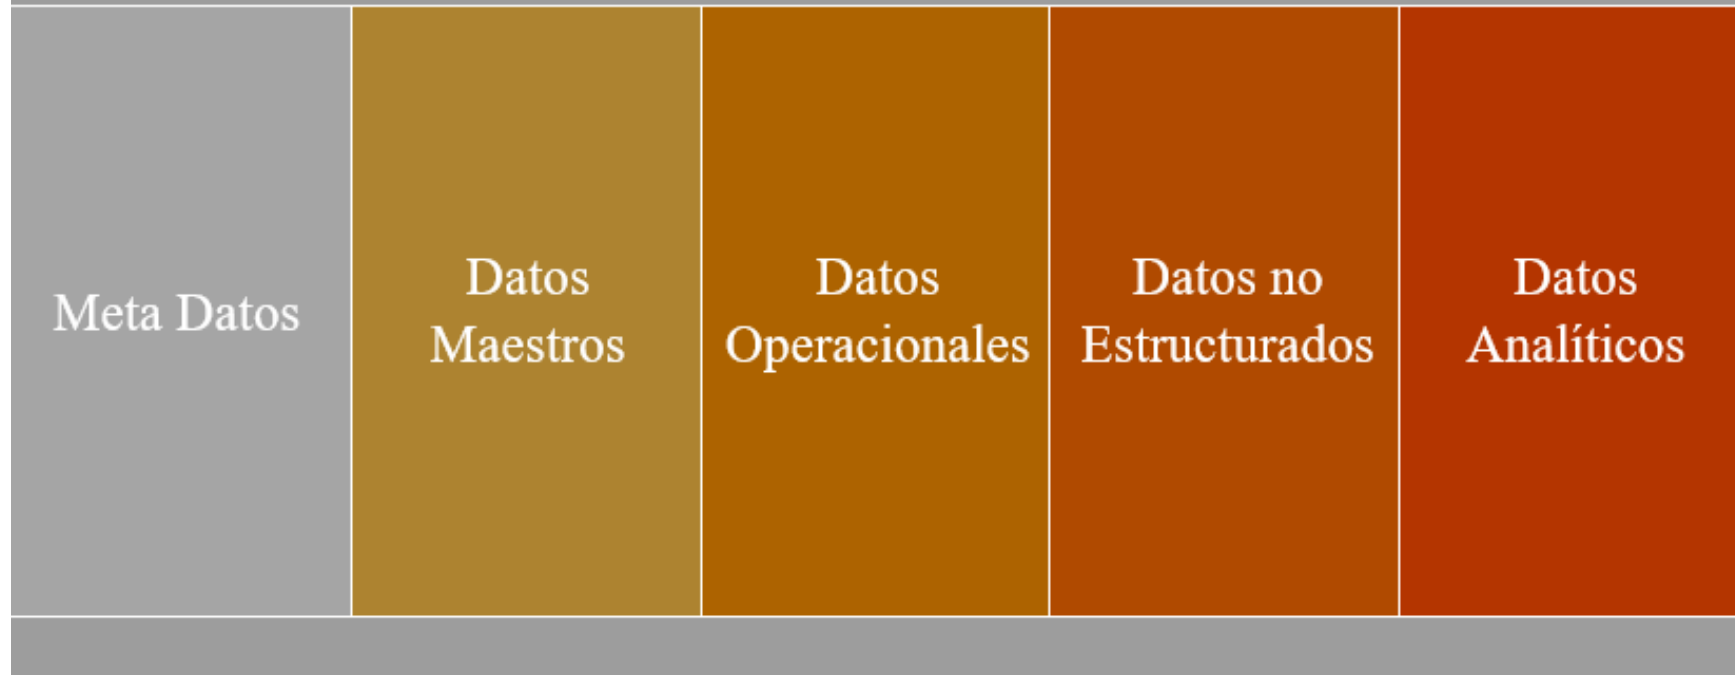 Meta Datos
Datos
Maestros
Datos
Operacionales
Datos no
Estructurados
Datos
Analíticos